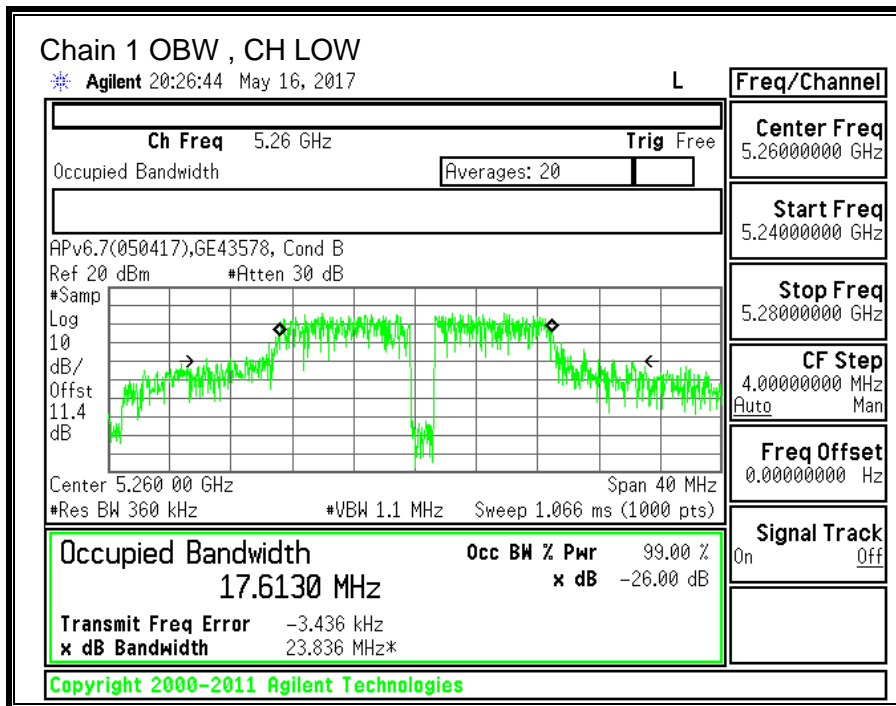 Chain 1 OBW , CH LOW
Agilent 20:26:44 May 16, 2017 L
Freq/Channel
Ch Freq 5.26 GHz Trig Free
Occupied Bandwidth Averages: 20
APv6.7(050417),GE43578, Cond B
Ref 20 dBm #Atten 30 dB
#Samp
Log
10
dB/
Offst
11.4
dB
Center 5.260 00 GHz Span 40 MHz
#Res BW 360 kHz #VBW 1.1 MHz Sweep 1.066 ms (1000 pts)
Occupied Bandwidth Occ BW % Pwr 99.00 %
17.6130 MHz x dB -26.00 dB
Transmit Freq Error -3.436 kHz
x dB Bandwidth 23.836 MHz*
Copyright 2000-2011 Agilent Technologies
Center Freq
5.26000000 GHz
Start Freq
5.24000000 GHz
Stop Freq
5.28000000 GHz
CF Step
4.00000000 MHz
Auto Man
Freq Offset
0.00000000 Hz
Signal Track
On Off